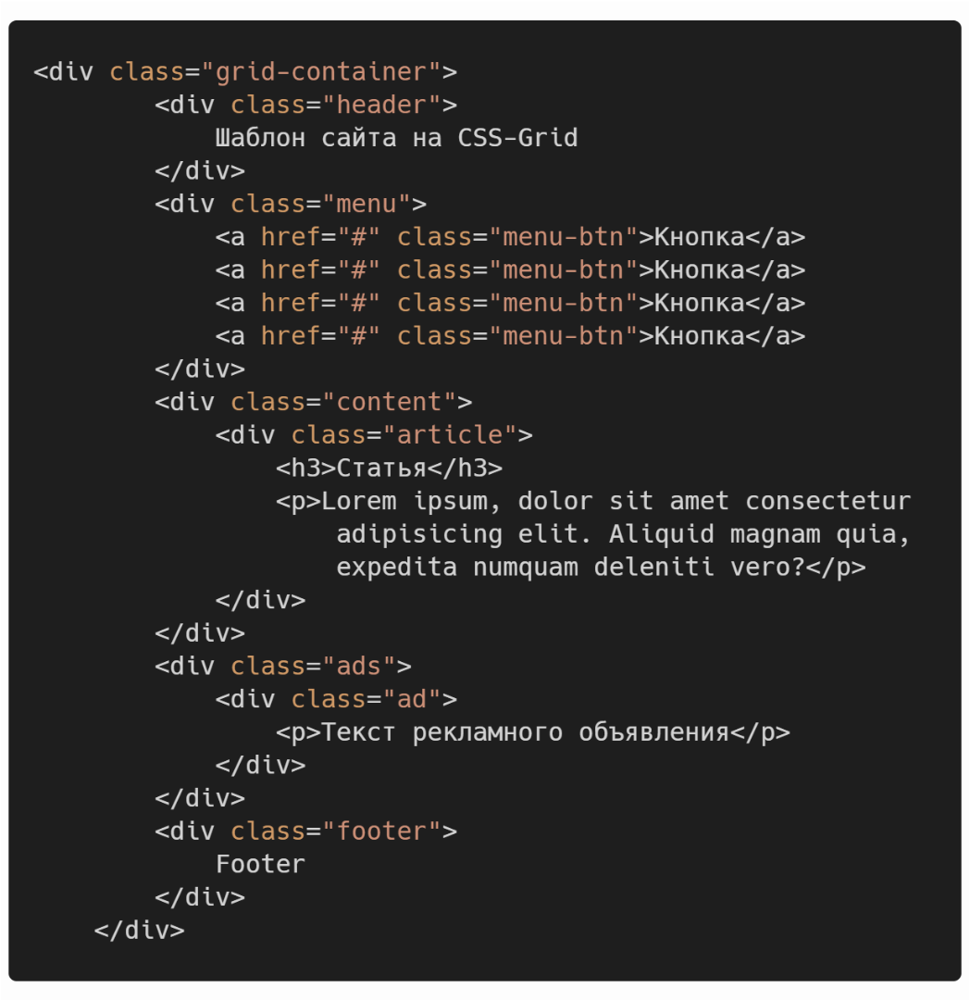 <div class="grid-container">
        <div class="header">
            Шаблон сайта на CSS-Grid
        </div>
        <div class="menu">
            <a href="#" class="menu-btn">Кнопка</a>
            <a href="#" class="menu-btn">Кнопка</a>
            <a href="#" class="menu-btn">Кнопка</a>
            <a href="#" class="menu-btn">Кнопка</a>
        </div>
        <div class="content">
            <div class="article">
                <h3>Статья</h3>
                <p>Lorem ipsum, dolor sit amet consectetur
                    adipisicing elit. Aliquid magnam quia,
                    expedita numquam deleniti vero?</p>
            </div>
        </div>
        <div class="ads">
            <div class="ad">
                <p>Текст рекламного объявления</p>
            </div>
        </div>
        <div class="footer">
            Footer
        </div>
    </div>